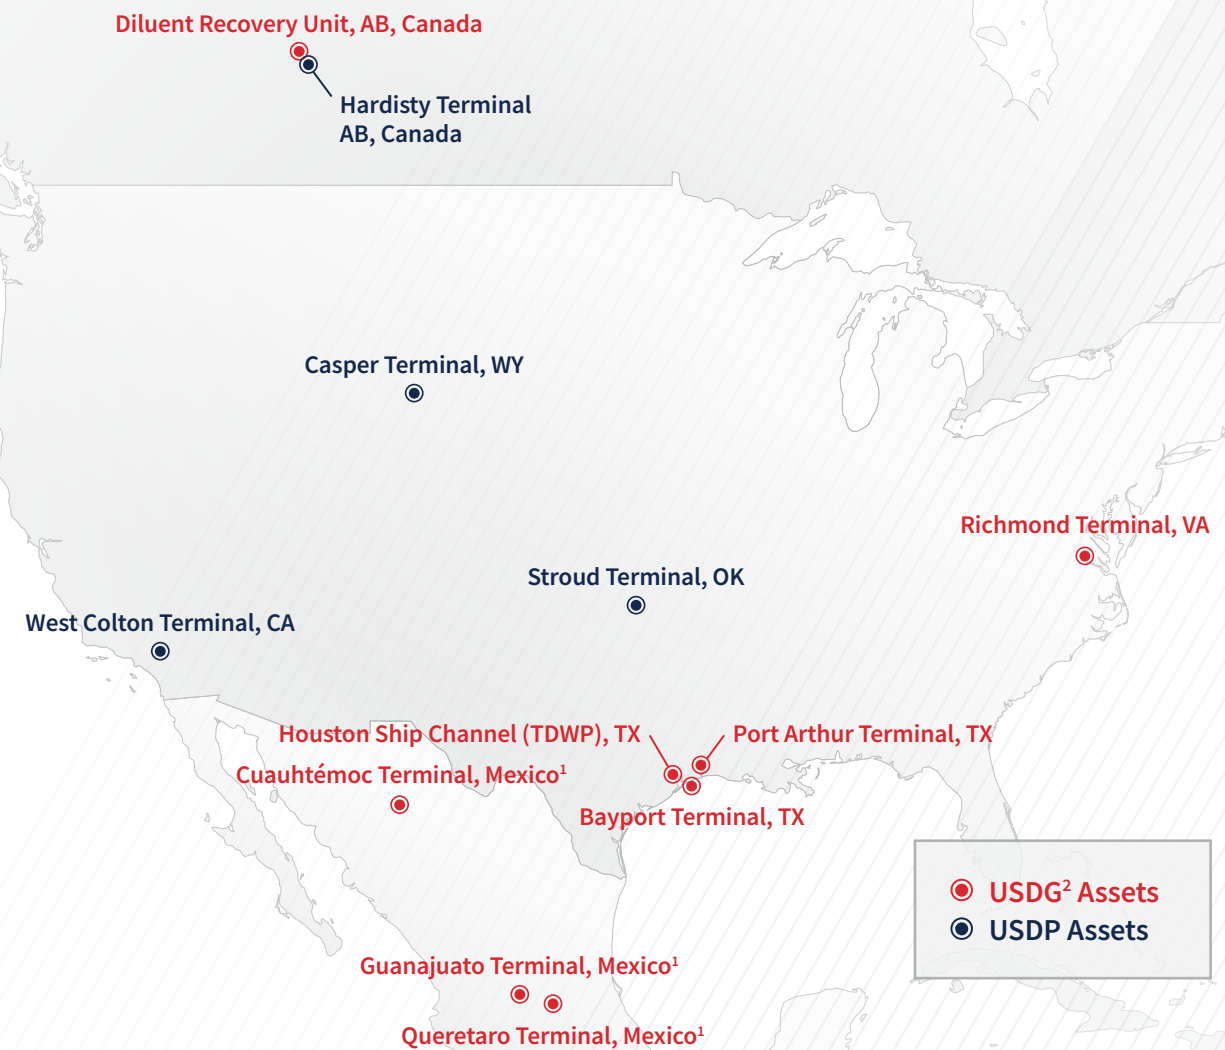 Diluent Recovery Unit, AB, Canada
Hardisty Terminal
AB, Canada
Casper Terminal, WY
Richmond Terminal, VA
Stroud Terminal, OK
West Colton Terminal, CA
Houston Ship Channel (TDWP), TX
Port Arthur Terminal, TX
Cuauhtémoc Terminal, Mexico¹
Bayport Terminal, TX
USDG² Assets
USDP Assets
Guanajuato Terminal, Mexico¹
Queretaro Terminal, Mexico¹